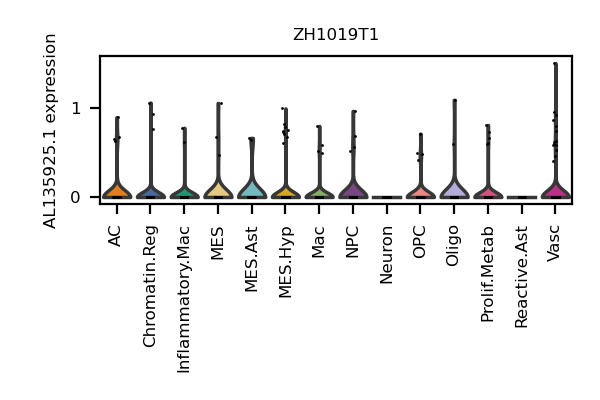 ZH1019T1
AL135925.1 expression
1
0
AC
Chromatin.Reg
Inflammatory.Mac
MES
MES.Ast
MES.Hyp
Mac
NPC
Neuron
OPC
Oligo
Prolif.Metab
Reactive.Ast
Vasc